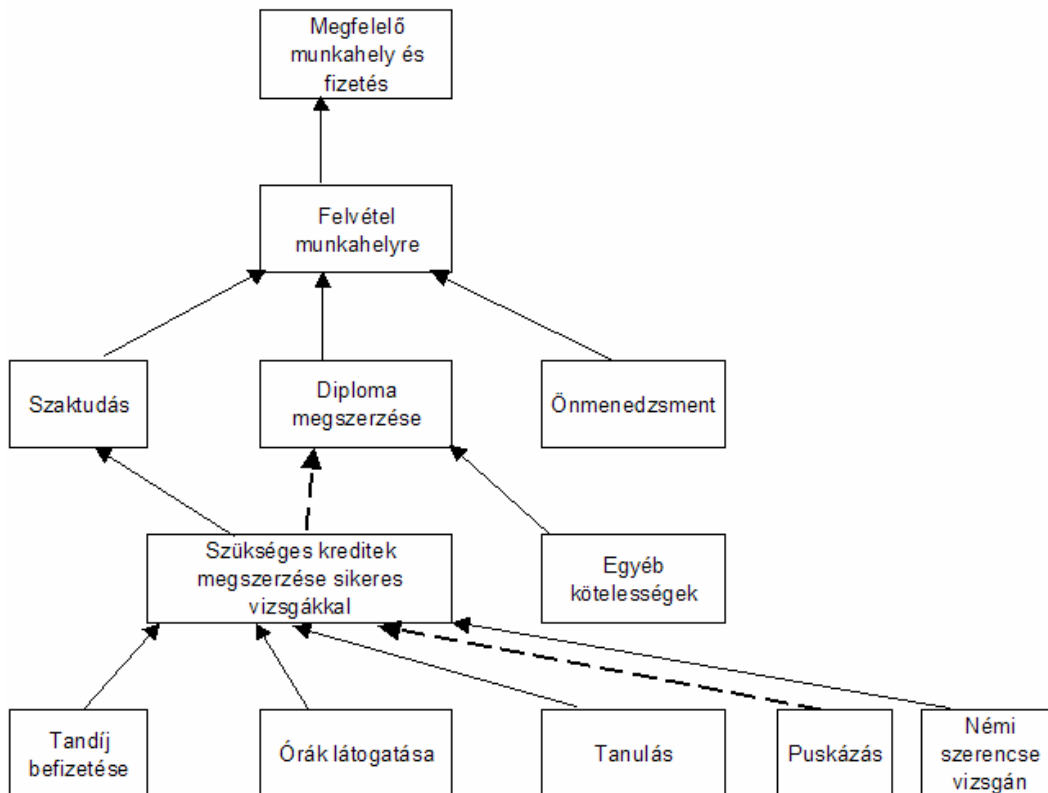 Megfelelő
munkahely és
fizetés
Felvétel
munkahelyre
Szaktudás
Diploma
megszerzése
Önmenedzsment
Szükséges kreditek
megszerzése sikeres
vizsgákkal
Egyéb
kötelességek
Tandíj
befizetése
Órák látogatása
Tanulás
Puskázás
Némi
szerencse
vizsgán